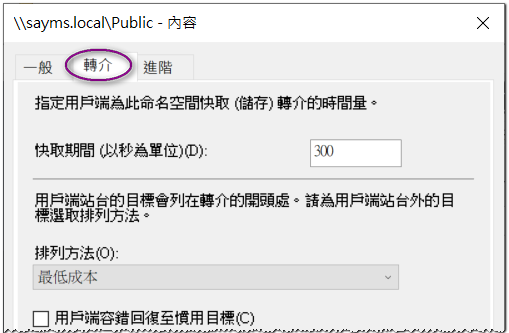 \\sayms.local\Public - 內容
一般 轉介 進階
指定用戶端為此命名空間快取 (儲存) 轉介的時間量。
快取期間 (以秒為單位)(D): 300
用戶端站台的目標會列在轉介的開頭處。請為用戶端站台外的目
標選取排列方法。
排列方法(O):
最低成本
用戶端容錯回復至慣用目標(C)